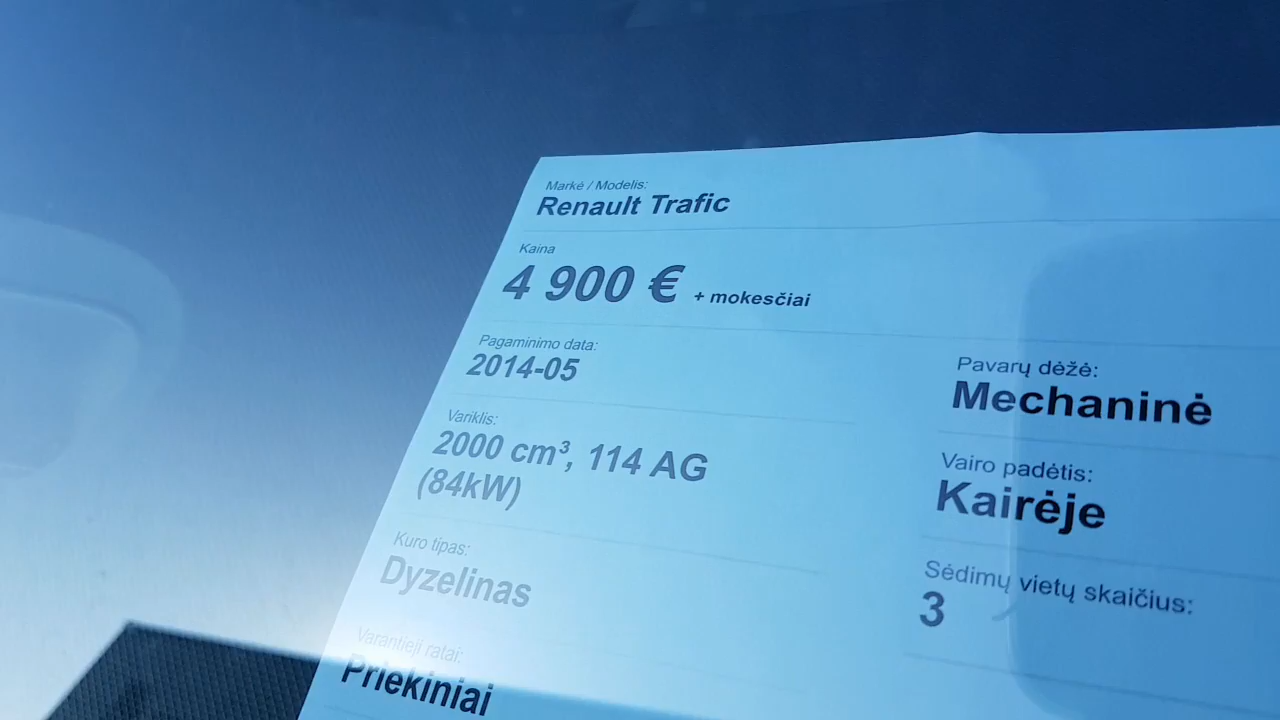 Markė / Modelis:
Renault Trafic
Kaina
4 900 € + mokesčiai
Pagaminimo data:
2014-05
Variklis:
2000 cm³, 114 AG
(84kW)
Kuro tipas:
Dyzelinas
Varantieji ratai:
Priekiniai
Pavarų dėžė:
Mechaninė
Vairo padėtis:
Kairėje
Sėdimų vietų skaičius:
3